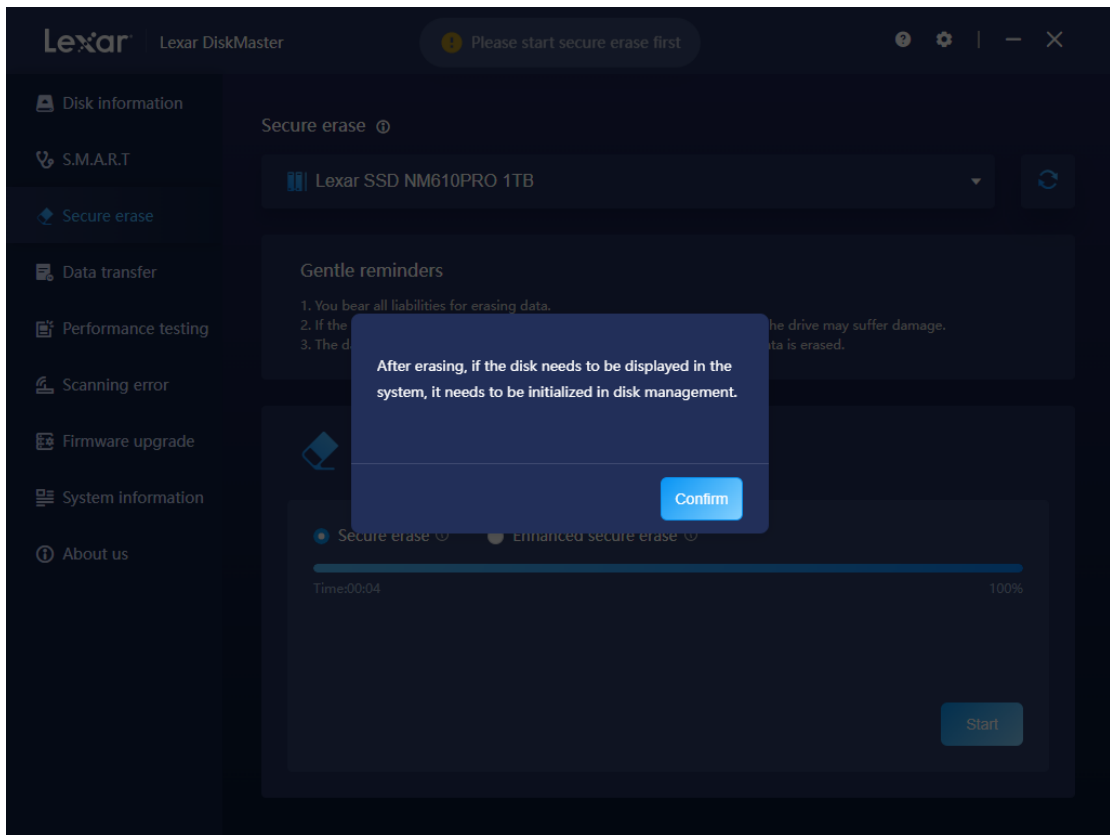 Lexar Lexar DiskMaster
Please start secure erase first
Disk information
S.M.A.R.T
Secure erase
Data transfer
Performance testing
Scanning error
Firmware upgrade
System information
About us
Secure erase
Lexar SSD NM610PRO 1TB
Gentle reminders
1. You bear all liabilities for erasing data.
2. If the he drive may suffer damage.
3. The d ta is erased.
After erasing, if the disk needs to be displayed in the
system, it needs to be initialized in disk management.
Confirm
Secure erase Enhanced secure erase
Time:00:04 100%
Start